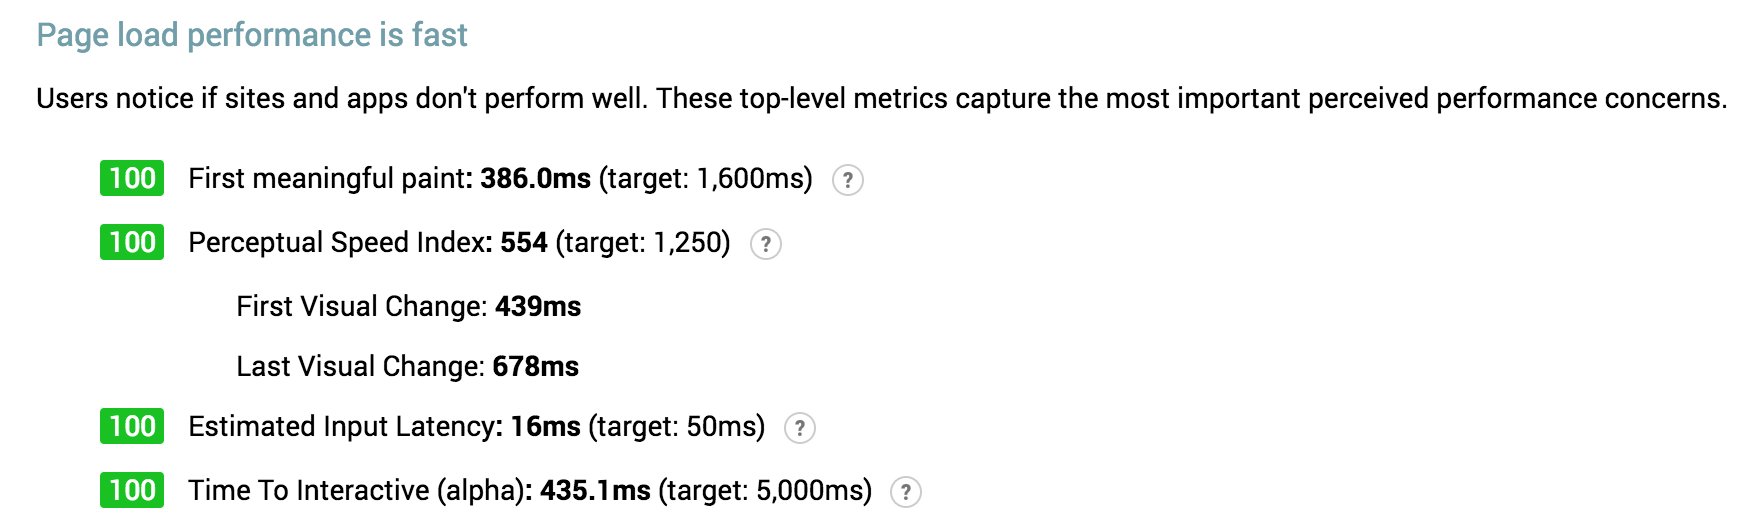 Page load performance is fast
Users notice if sites and apps don't perform well. These top-level metrics capture the most important perceived performance concerns.
100 First meaningful paint: 386.0ms (target: 1,600ms) ?
100 Perceptual Speed Index: 554 (target: 1,250) ?
First Visual Change: 439ms
Last Visual Change: 678ms
100 Estimated Input Latency: 16ms (target: 50ms) ?
100 Time To Interactive (alpha): 435.1ms (target: 5,000ms) ?